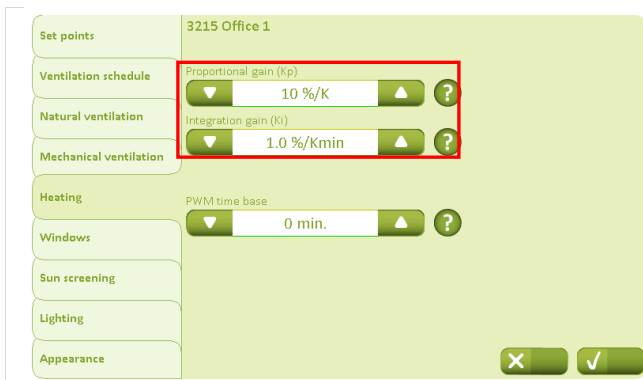 3215 Office 1
Set points
Ventilation schedule
Natural ventilation
Mechanical ventilation
Heating
Windows
Sun screening
Lighting
Appearance
Proportional gain (Kp)
10 %/K
?
Integration gain (Ki)
1.0 %/Kmin
?
PWM time base
0 min.
?